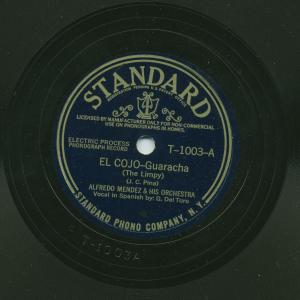 STANDARD
LICENSED BY MANUFACTURER ONLY FOR NON-COMMERCIAL
USE ON PHONOGRAPHS IN HOMES.
ELECTRIC PROCESS
PHONOGRAPH RECORD
T-1003-A
EL COJO-Guaracha
(The Limpy)
(J. C. Pina)
ALFREDO MENDEZ & HIS ORCHESTRA
Vocal in Spanish by: G. Del Toro
STANDARD PHONO COMPANY, N.Y.
T-1003A